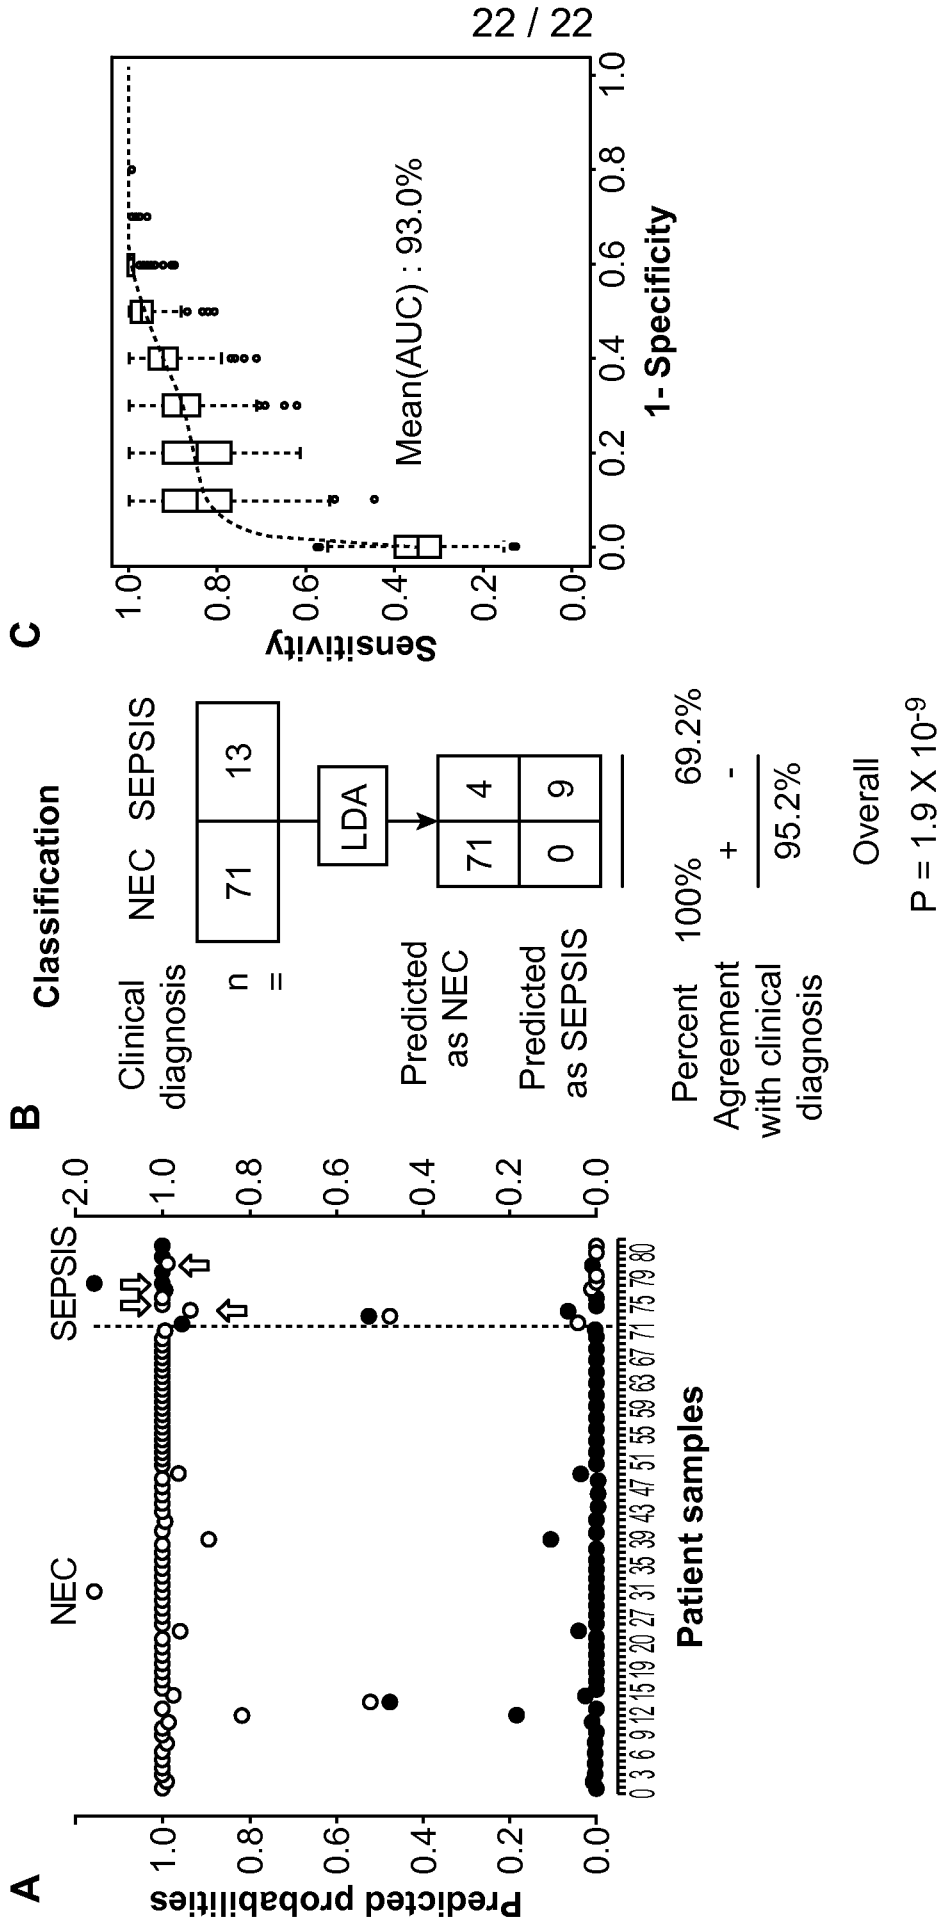 A
NEC
SEPSIS
Predicted probabilities
1.0
0.8
0.6
0.4
0.2
0.0
2.0
1.0
0.8
0.6
0.4
0.2
0.0
0 3 6 9 12 15 19 20 27 31 35 39 43 47 51 55 59 63 67 71 75 79 80
Patient samples
B
Classification
Clinical
diagnosis
NEC SEPSIS
n
=
71 13
LDA
Predicted
as NEC
71 4
Predicted
as SEPSIS
0 9
Percent
Agreement
with clinical
diagnosis
100% 69.2%
+ -
95.2%
Overall
P = 1.9 X 10-9
C
Sensitivity
1.0
0.8
0.6
0.4
0.2
0.0
Mean(AUC) : 93.0%
0.0 0.2 0.4 0.6 0.8 1.0
1- Specificity
22 / 22